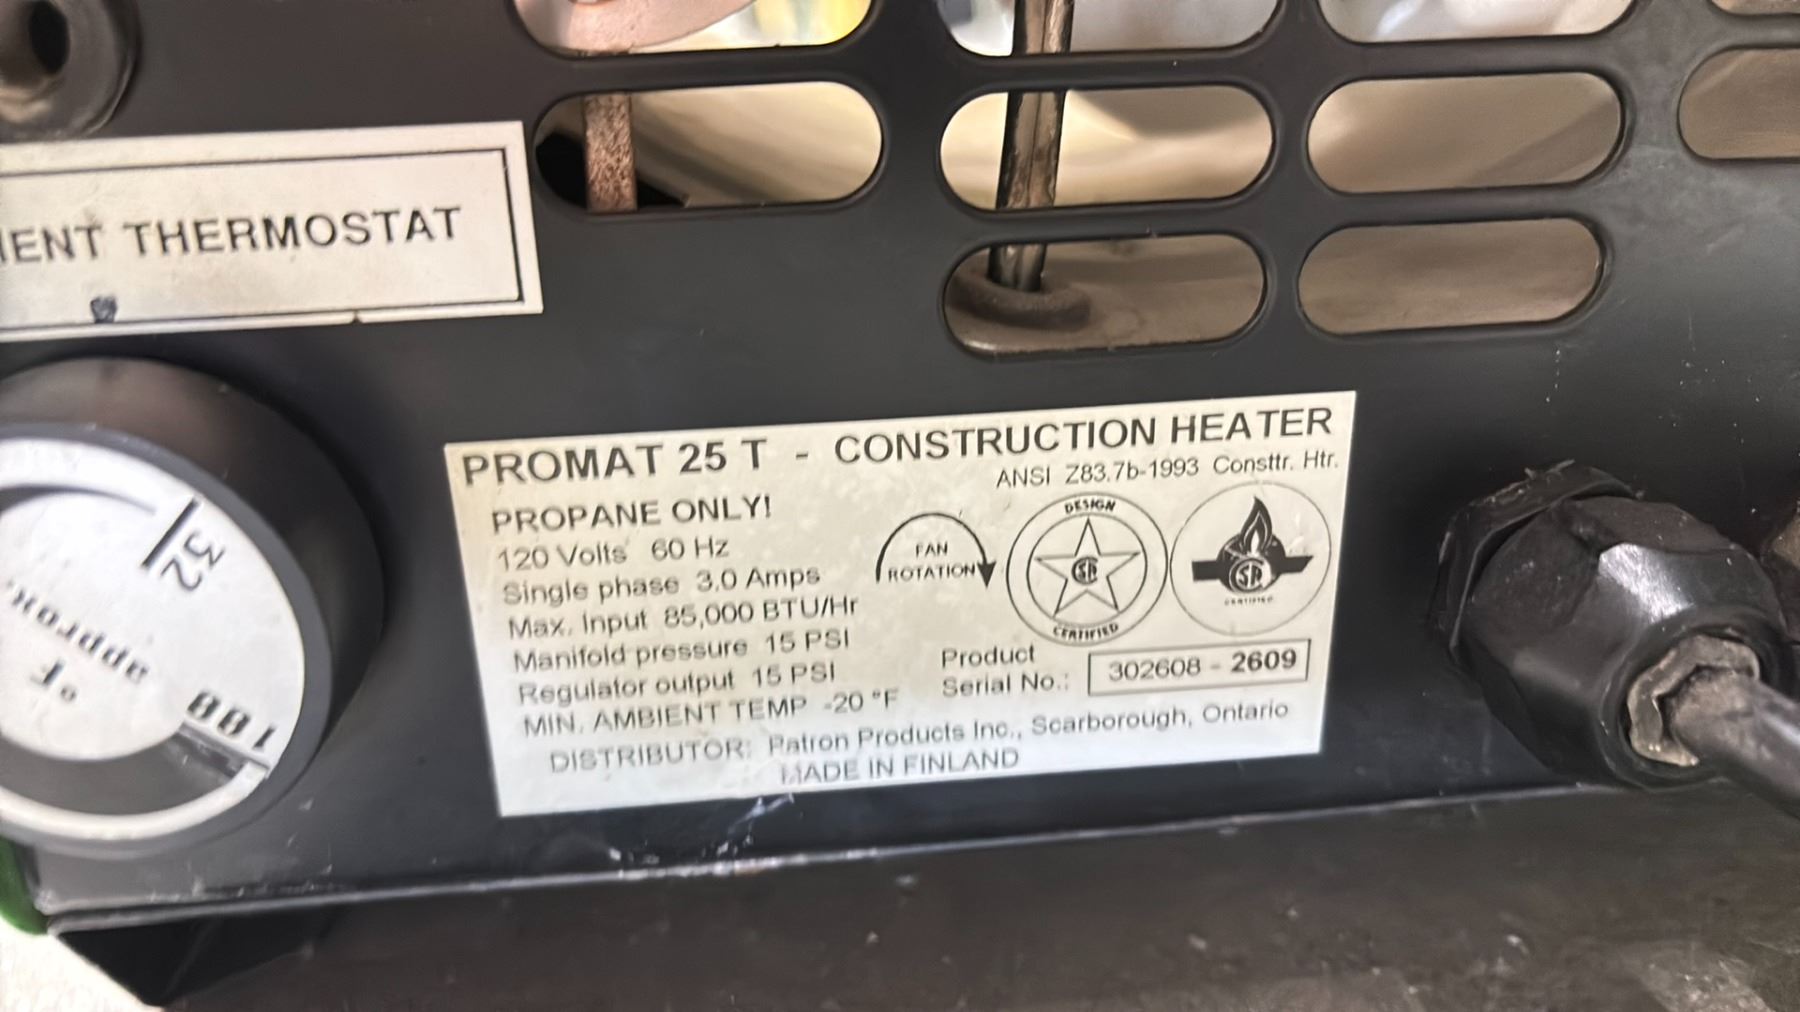 IENT THERMOSTAT
32
approx.
°F
100
PROMAT 25 T - CONSTRUCTION HEATER
ANSI Z83.7b-1993 Consttr. Htr.
PROPANE ONLY!
120 Volts 60 Hz
Single phase 3.0 Amps
Max. Input 85,000 BTU/Hr
Manifold pressure 15 PSI
Regulator output 15 PSI
MIN. AMBIENT TEMP -20 °F
FAN
ROTATION
DESIGN
CERTIFIED
CERTIFIED
Product
Serial No.: 302608 - 2609
DISTRIBUTOR: Patron Products Inc., Scarborough, Ontario
MADE IN FINLAND